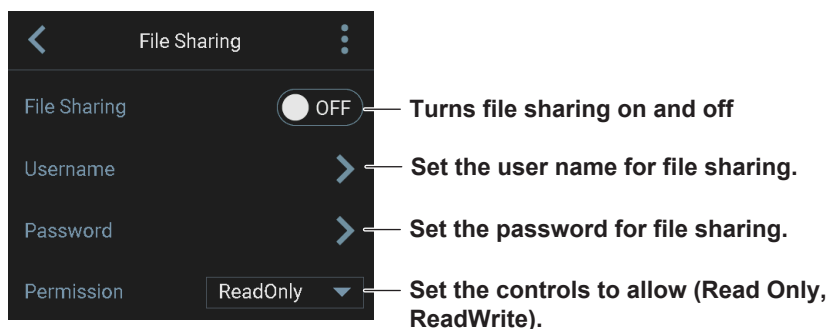 File Sharing
File Sharing OFF Turns file sharing on and off
Username Set the user name for file sharing.
Password Set the password for file sharing.
Permission ReadOnly Set the controls to allow (Read Only,
ReadWrite).